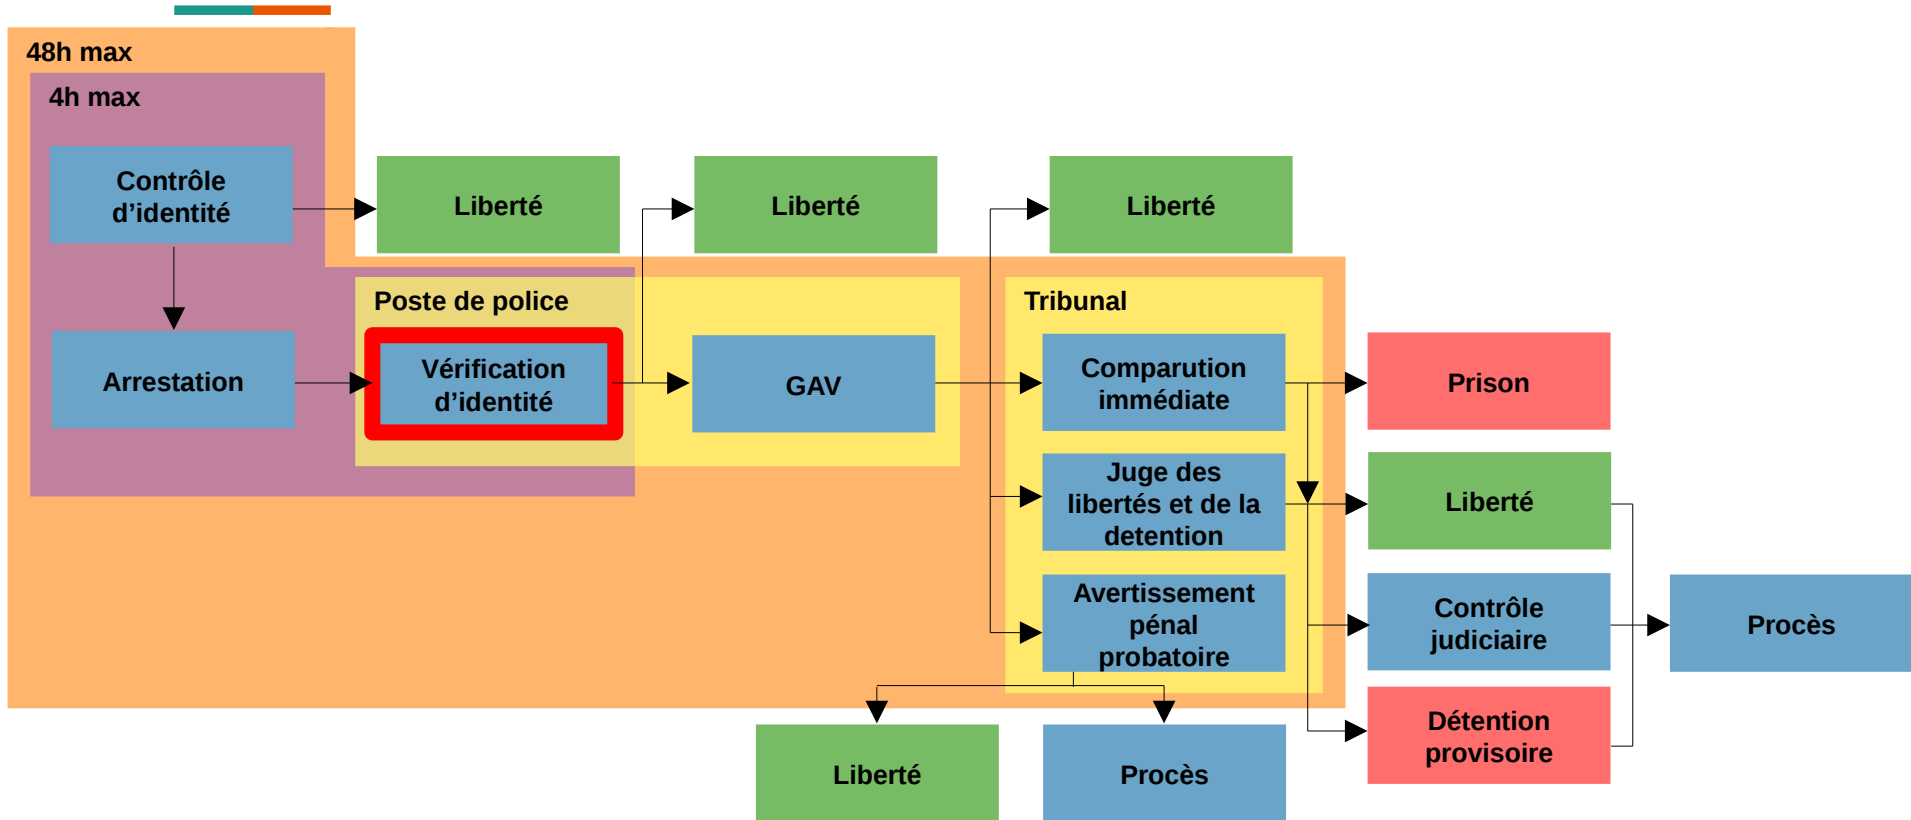 48h max
4h max
Contrôle
d’identité
Liberté
Liberté
Liberté
Poste de police
Tribunal
Arrestation
Vérification
d’identité
GAV
Comparution
immédiate
Prison
Juge des
libertés et de la
detention
Liberté
Avertissement
pénal
probatoire
Contrôle
judiciaire
Procès
Détention
provisoire
Liberté
Procès